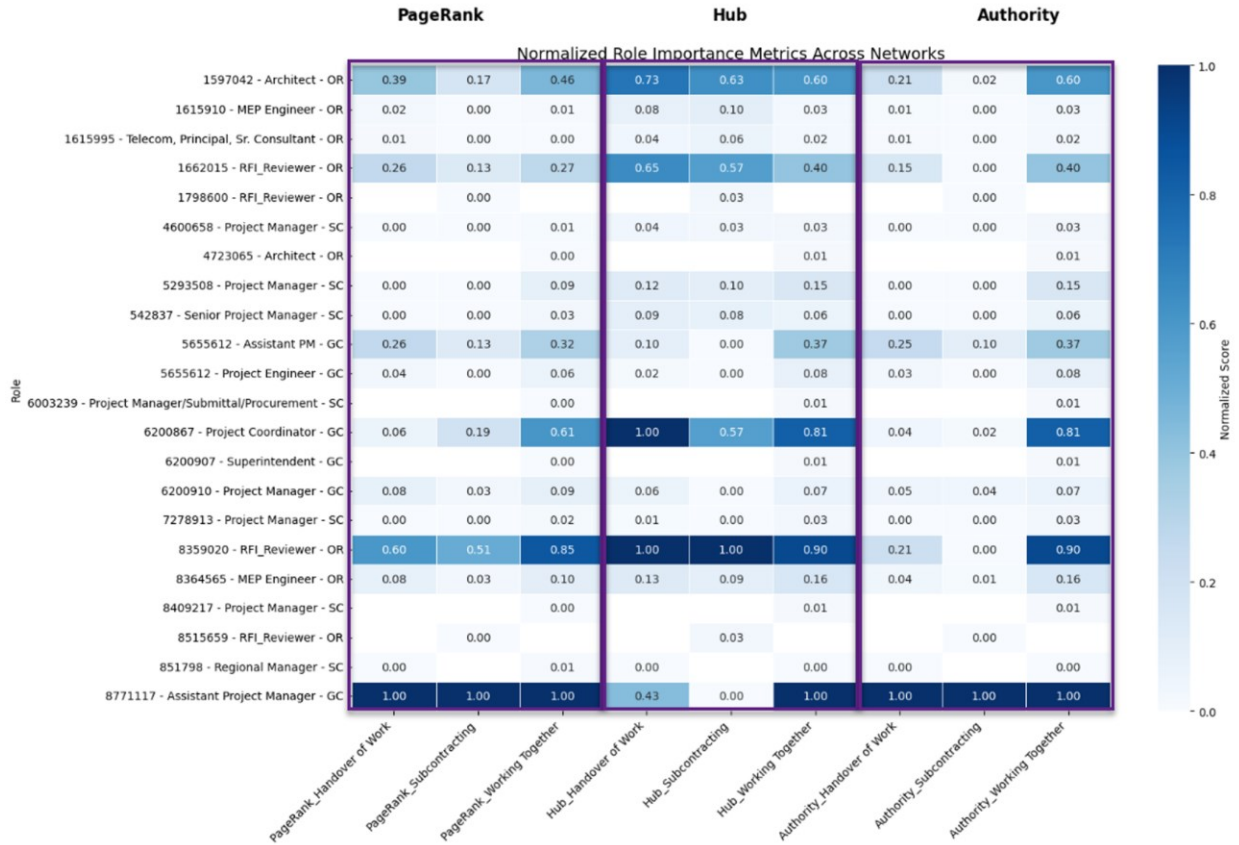 PageRank Hub Authority
Normalized Role Importance Metrics Across Networks
1597042 - Architect - OR 0.39 0.17 0.46 0.73 0.63 0.60 0.21 0.02 0.60
1615910 - MEP Engineer - OR 0.02 0.00 0.01 0.08 0.10 0.03 0.01 0.00 0.03
1615995 - Telecom, Principal, Sr. Consultant - OR 0.01 0.00 0.00 0.04 0.06 0.02 0.01 0.00 0.02
1662015 - RFI_Reviewer - OR 0.26 0.13 0.27 0.65 0.57 0.40 0.15 0.00 0.40
1798600 - RFI_Reviewer - OR 0.00 0.03 0.00
4600658 - Project Manager - SC 0.00 0.00 0.01 0.04 0.03 0.03 0.00 0.00 0.03
4723065 - Architect - OR 0.00 0.01 0.01
5293508 - Project Manager - SC 0.00 0.00 0.09 0.12 0.10 0.15 0.00 0.00 0.15
542837 - Senior Project Manager - SC 0.00 0.00 0.03 0.09 0.08 0.06 0.00 0.00 0.06
5655612 - Assistant PM - GC 0.26 0.13 0.32 0.10 0.00 0.37 0.25 0.10 0.37
5655612 - Project Engineer - GC 0.04 0.00 0.06 0.02 0.00 0.08 0.03 0.00 0.08
6003239 - Project Manager/Submittal/Procurement - SC 0.00 0.01 0.01
6200867 - Project Coordinator - GC 0.06 0.19 0.61 1.00 0.57 0.81 0.04 0.02 0.81
6200907 - Superintendent - GC 0.00 0.01 0.01
6200910 - Project Manager - GC 0.08 0.03 0.09 0.06 0.00 0.07 0.05 0.04 0.07
7278913 - Project Manager - SC 0.00 0.00 0.02 0.01 0.00 0.03 0.00 0.00 0.03
8359020 - RFI_Reviewer - OR 0.60 0.51 0.85 1.00 1.00 0.90 0.21 0.00 0.90
8364565 - MEP Engineer - OR 0.08 0.03 0.10 0.13 0.09 0.16 0.04 0.01 0.16
8409217 - Project Manager - SC 0.00 0.01 0.01
8515659 - RFI_Reviewer - OR 0.00 0.03 0.00
851798 - Regional Manager - SC 0.00 0.01 0.00 0.00 0.00 0.00
8771117 - Assistant Project Manager - GC 1.00 1.00 1.00 0.43 0.00 1.00 1.00 1.00 1.00
Role
PageRank_Handover of Work
PageRank_Subcontracting
PageRank_Working Together
Hub_Handover of Work
Hub_Subcontracting
Hub_Working Together
Authority_Handover of Work
Authority_Subcontracting
Authority_Working Together
1.0
0.8
0.6
0.4
0.2
0.0
Normalized Score